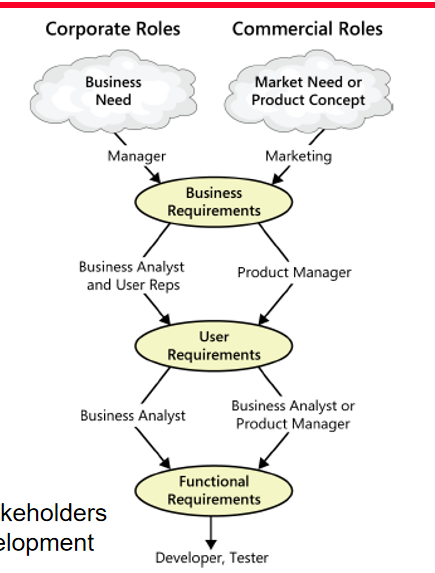 Corporate Roles
Commercial Roles
Business
Need
Market Need or
Product Concept
Manager
Marketing
Business
Requirements
Business Analyst
and User Reps
Product Manager
User
Requirements
Business Analyst
Business Analyst or
Product Manager
Functional
Requirements
keholders
elopment
Developer, Tester